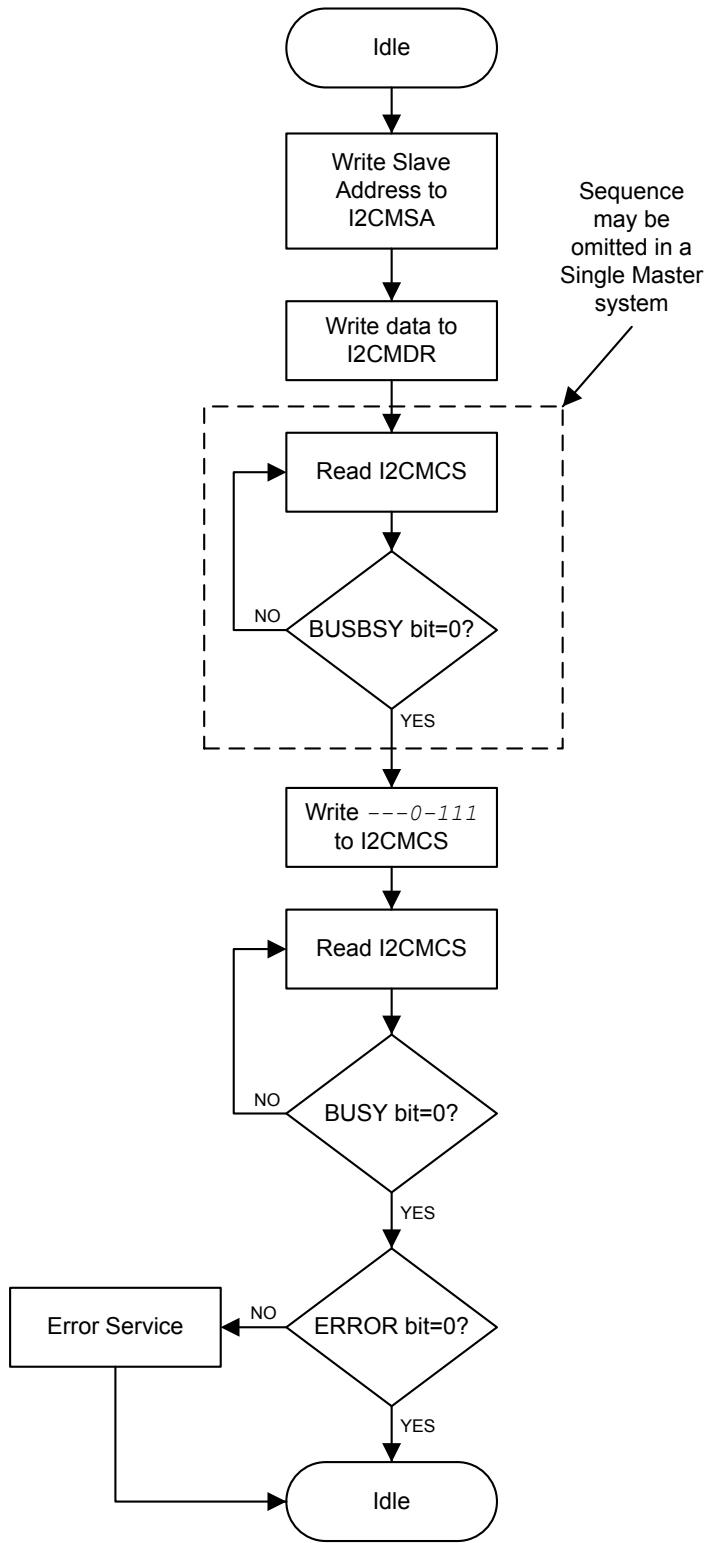 Idle
Write Slave
Address to
I2CMSA
Sequence
may be
omitted in a
Single Master
system
Write data to
I2CMDR
Read I2CMCS
NO
BUSBSY bit=0?
YES
Write ---0-111
to I2CMCS
Read I2CMCS
NO
BUSY bit=0?
YES
Error Service
NO
ERROR bit=0?
YES
Idle